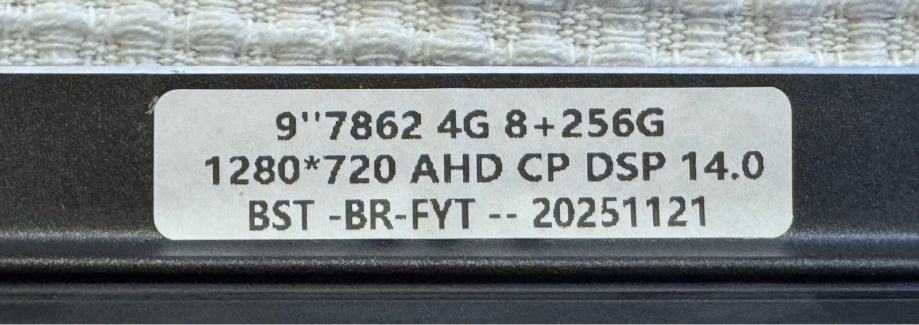 9''7862 4G 8+256G
1280*720 AHD CP DSP 14.0
BST -BR-FYT -- 20251121